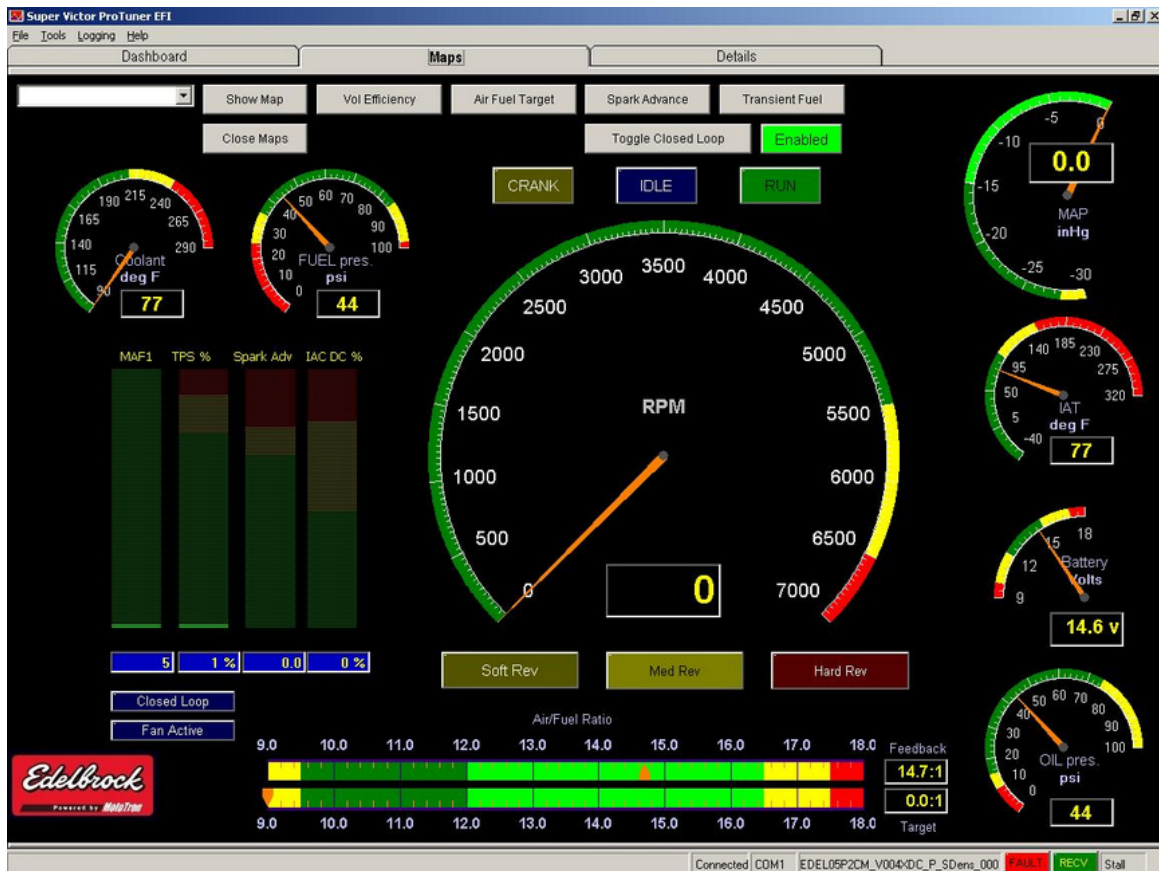 Super Victor ProTuner EFI
File Tools Logging Help
Dashboard Maps Details
Show Map Vol Efficiency Air Fuel Target Spark Advance Transient Fuel
Close Maps Toggle Closed Loop Enabled
CRANK IDLE RUN
90 115 140 165 190 215 240 265 290
Coolant
deg F
77
0 10 20 30 40 50 60 70 80 90 100
FUEL pres.
psi
44
0 500 1000 1500 2000 2500 3000 3500 4000 4500 5000 5500 6000 6500 7000
RPM
0
0 -5 -10 -15 -20 -25 -30
0.0
MAP
inHg
-40 5 50 95 140 185 230 275 320
IAT
deg F
77
9 12 15 18
Battery
Volts
14.6 v
0 10 20 30 40 50 60 70 80 90 100
OIL pres.
psi
44
MAF1 TPS % Spark Adv IAC DC %
5 1 % 0.0 0 %
Closed Loop
Fan Active
Soft Rev Med Rev Hard Rev
Air/Fuel Ratio
9.0 10.0 11.0 12.0 13.0 14.0 15.0 16.0 17.0 18.0
Feedback
14.7:1
0.0:1
Target
9.0 10.0 11.0 12.0 13.0 14.0 15.0 16.0 17.0 18.0
Edelbrock
Powered by MotoTron
Connected COM1 EDEL05P2CM_V004XDC_P_SDens_000 FAULT RECV Stall